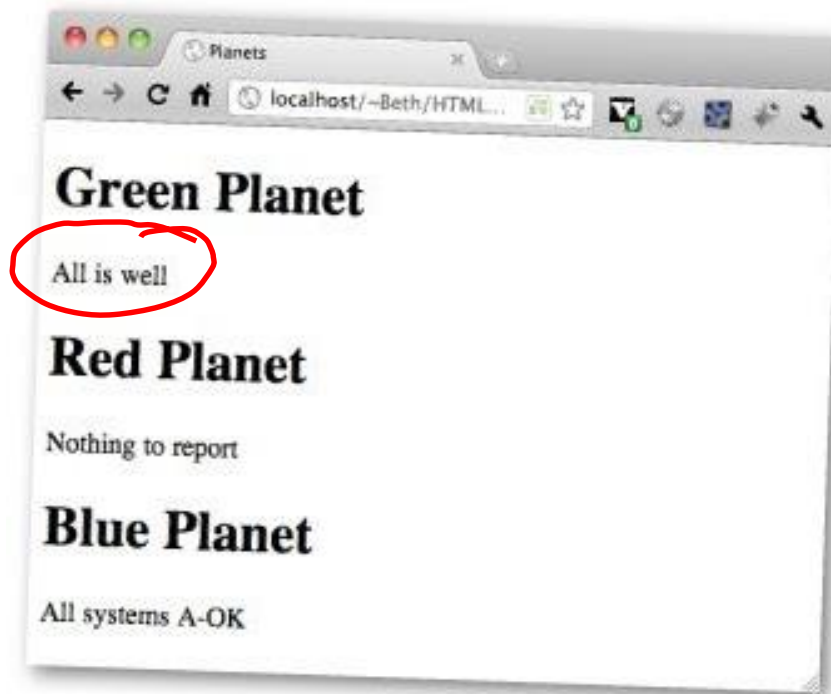 Planets
localhost/~Beth/HTML...
Green Planet
All is well
Red Planet
Nothing to report
Blue Planet
All systems A-OK